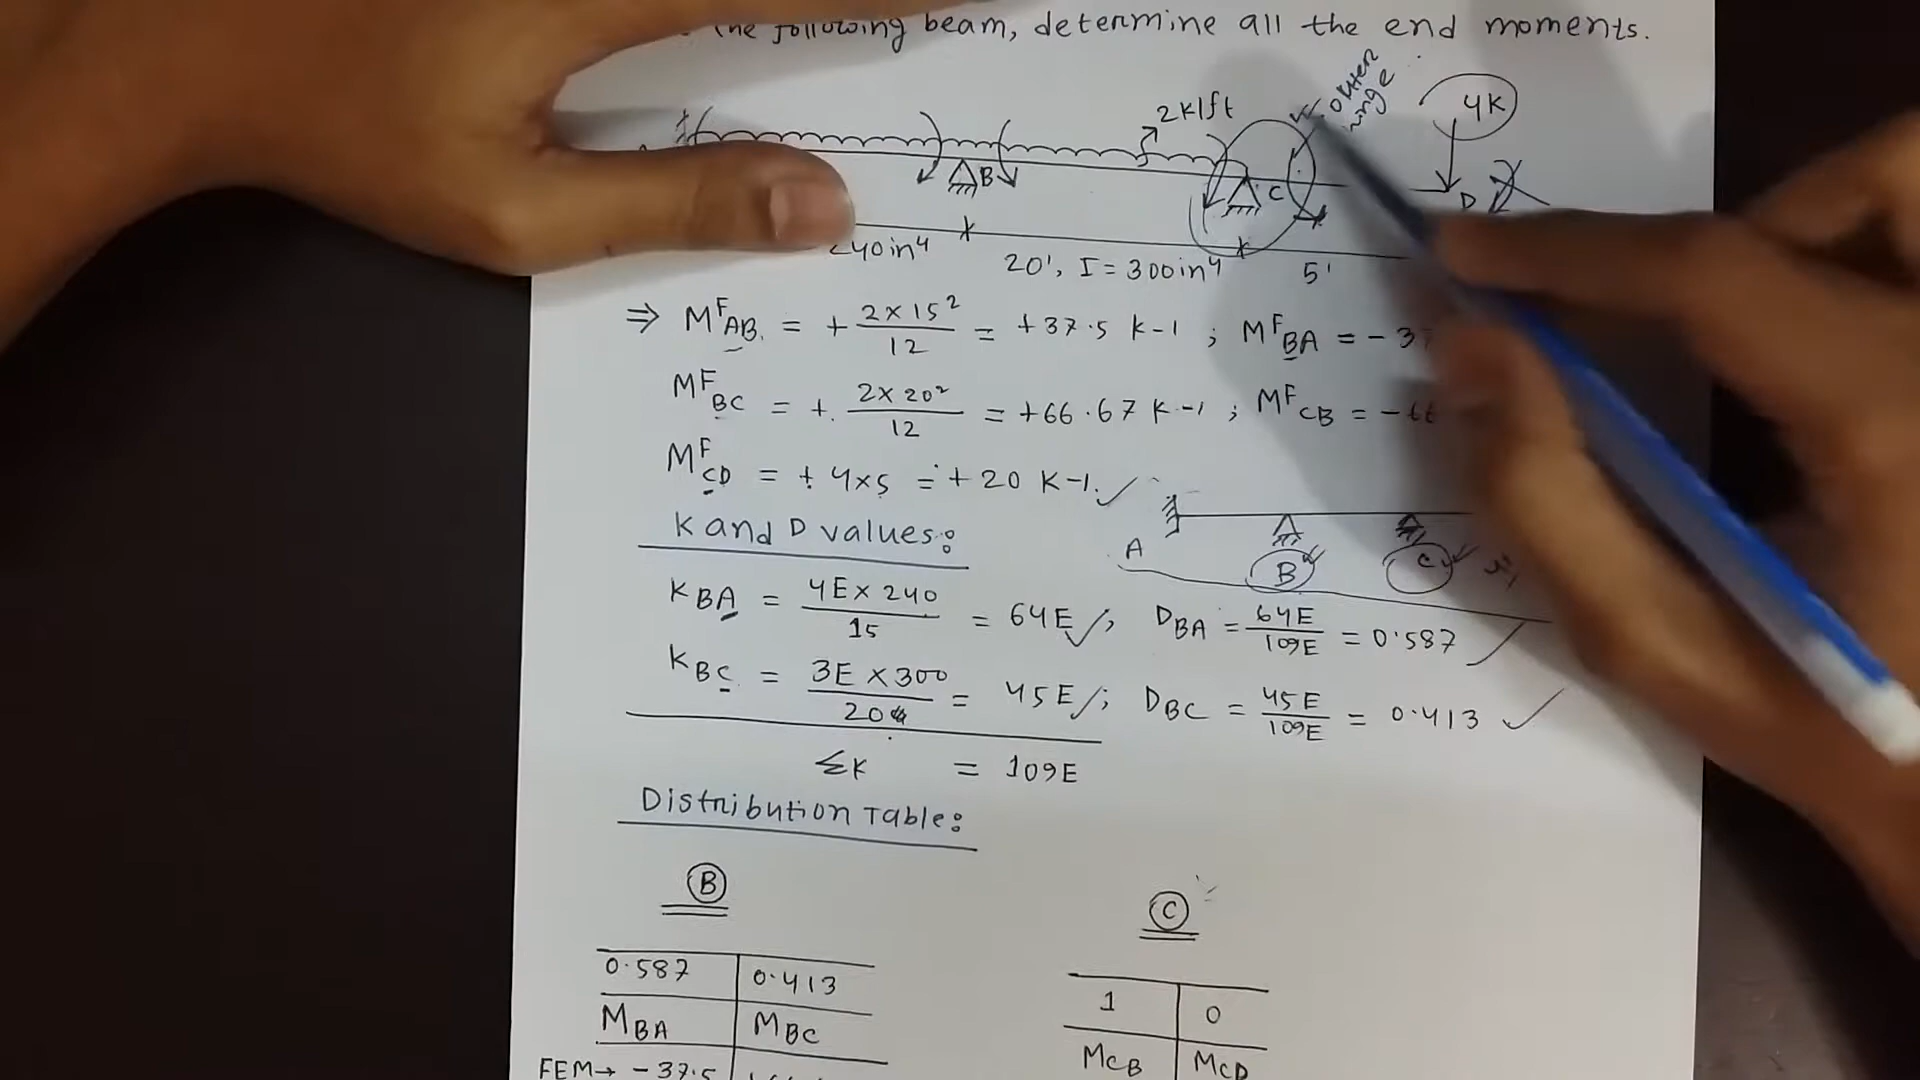 the following beam, determine all the end moments.
outer hinge
2k/ft
4K
B
C
D
240in⁴
20', I = 300in⁴
5'
⇒ MᶠAB = + 2×15²/12 = +37.5 K-1 ; MᶠBA = - 37
MᶠBC = + 2×20²/12 = +66.67 K-1 ; MᶠCB = - 66
MᶠCD = + 4×5 = +20 K-1.
K and D values:
A
B
C
KBA = 4E×240/15 = 64E ; DBA = 64E/109E = 0.587
KBC = 3E×300/20 = 45E ; DBC = 45E/109E = 0.413
ΣK = 109E
Distribution Table:
B
C
0.587 0.413
1 0
MBA MBC
MCB MCD
FEM→ -37.5